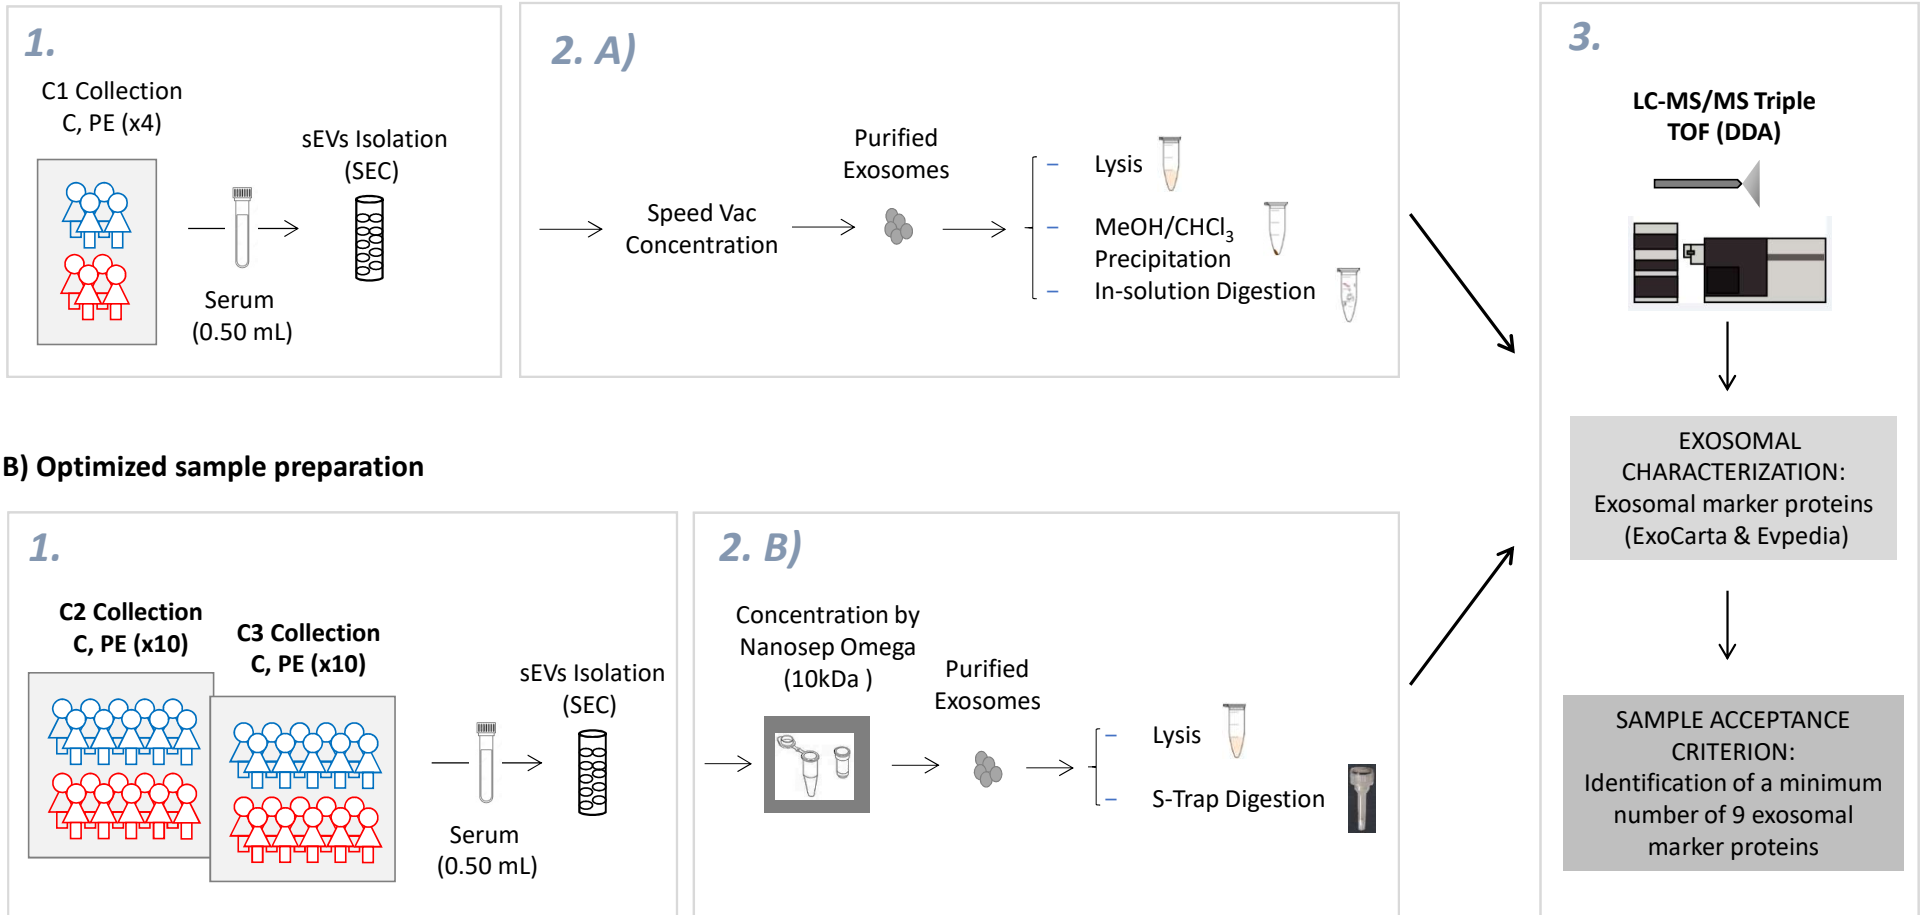 1.
C1 Collection
C, PE (x4)
Serum
(0.50 mL)
sEVs Isolation
(SEC)
2. A)
Speed Vac
Concentration
Purified
Exosomes
– Lysis
– MeOH/CHCl₃
Precipitation
– In-solution Digestion
3.
LC-MS/MS Triple
TOF (DDA)
EXOSOMAL
CHARACTERIZATION:
Exosomal marker proteins
(ExoCarta & Evpedia)
SAMPLE ACCEPTANCE
CRITERION:
Identification of a minimum
number of 9 exosomal
marker proteins
B) Optimized sample preparation
1.
C2 Collection
C, PE (x10)
C3 Collection
C, PE (x10)
Serum
(0.50 mL)
sEVs Isolation
(SEC)
2. B)
Concentration by
Nanosep Omega
(10kDa )
Purified
Exosomes
– Lysis
– S-Trap Digestion